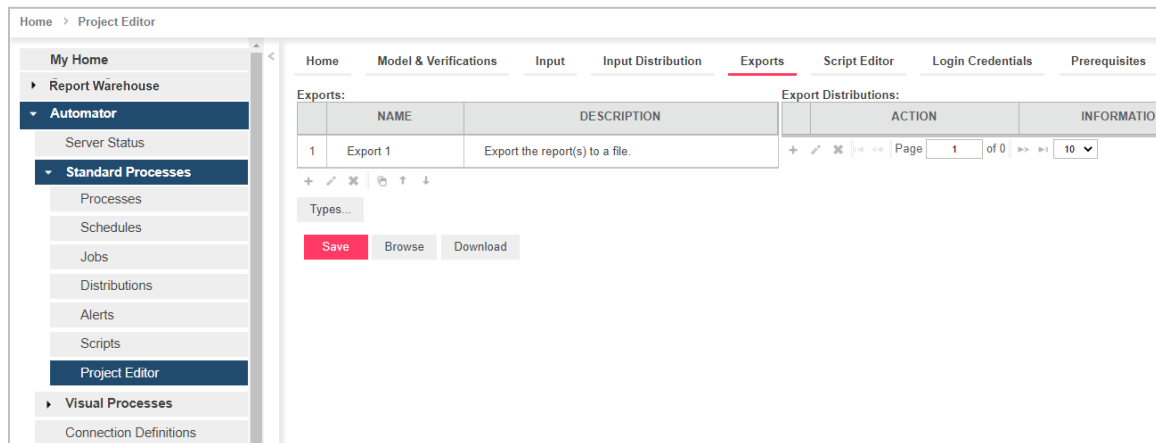 Home > Project Editor
My Home
Report Warehouse
Automator
Server Status
Standard Processes
Processes
Schedules
Jobs
Distributions
Alerts
Scripts
Project Editor
Visual Processes
Connection Definitions
Home Model & Verifications Input Input Distribution Exports Script Editor Login Credentials Prerequisites
Exports:
NAME DESCRIPTION
1 Export 1 Export the report(s) to a file.
Types...
Save Browse Download
Export Distributions:
ACTION INFORMATIO
Page 1 of 0 10